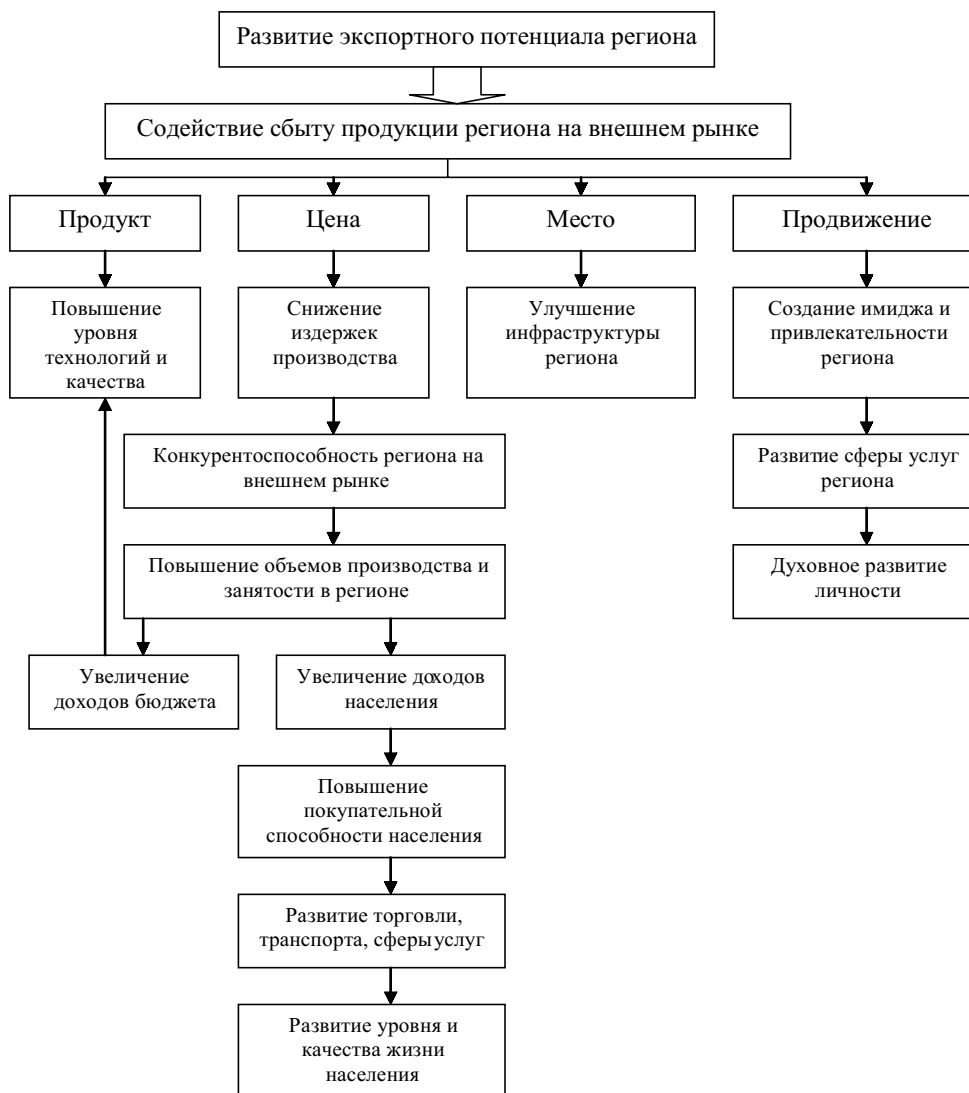 Развитие экспортного потенциала региона
Содействие сбыту продукции региона на внешнем рынке
Продукт
Цена
Место
Продвижение
Повышение
уровня
технологий и
качества
Снижение
издержек
производства
Улучшение
инфраструктуры
региона
Создание имиджа и
привлекательности
региона
Конкурентоспособность региона на
внешнем рынке
Развитие сферы услуг
региона
Повышение объемов производства и
занятости в регионе
Духовное развитие
личности
Увеличение
доходов бюджета
Увеличение доходов
населения
Повышение
покупательной
способности населения
Развитие торговли,
транспорта, сферы услуг
Развитие уровня и
качества жизни
населения